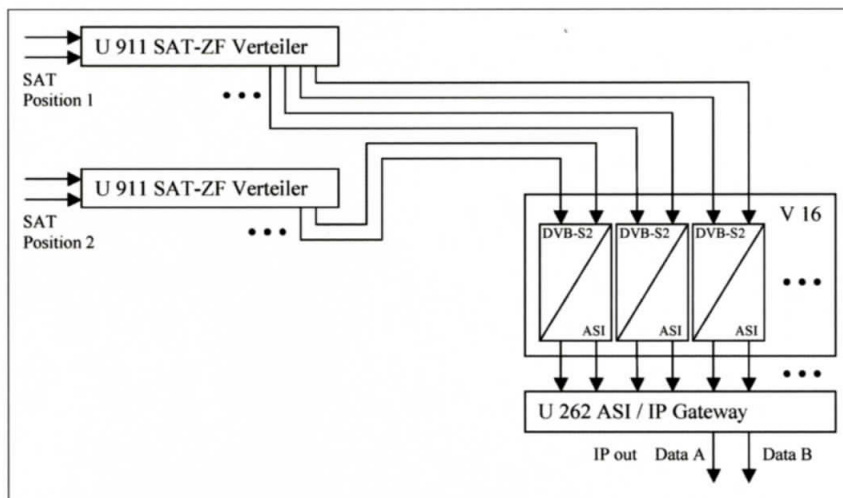 U 911 SAT-ZF Verteiler
SAT
Position 1
U 911 SAT-ZF Verteiler
SAT
Position 2
V 16
DVB-S2 DVB-S2 DVB-S2
ASI ASI ASI
U 262 ASI / IP Gateway
IP out Data A Data B